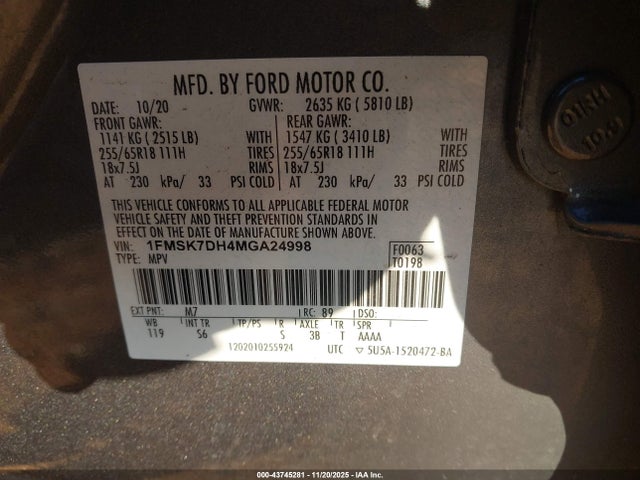 MFD. BY FORD MOTOR CO.
DATE: 10/20 GVWR: 2635 KG ( 5810 LB)
FRONT GAWR: REAR GAWR:
1141 KG ( 2515 LB) WITH 1547 KG ( 3410 LB) WITH
255/65R18 111H TIRES 255/65R18 111H TIRES
18x7.5J RIMS 18x7.5J RIMS
AT 230 kPa/ 33 PSI COLD AT 230 kPa/ 33 PSI COLD
THIS VEHICLE CONFORMS TO ALL APPLICABLE FEDERAL MOTOR
VEHICLE SAFETY AND THEFT PREVENTION STANDARDS IN
EFFECT ON THE DATE OF MANUFACTURE SHOWN ABOVE.
VIN: 1FMSK7DH4MGA24998 F0063
TYPE: MPV T0198
EXT PNT: M7 RC: 89 DSO:
WB INT TR TP/PS R AXLE TR SPR
119 S6 S 3B T AAAA
1202010255924 UTC 5U5A-1520472-BA
000-43745281 - 11/20/2025 - IAA Inc.